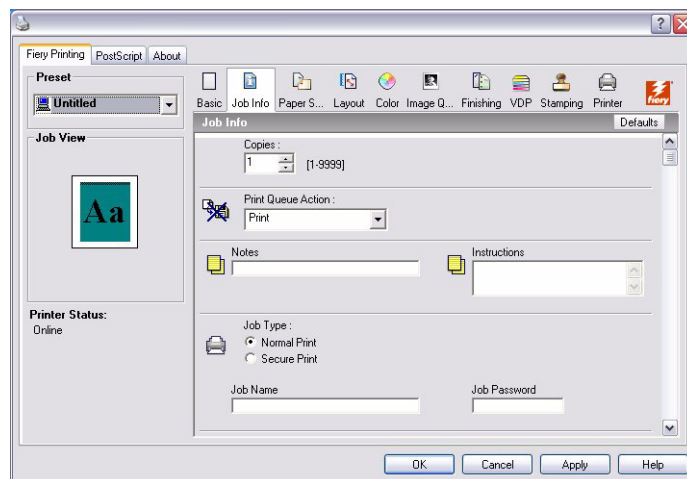 Fiery Printing PostScript About
Preset
Untitled
Job View
Aa
Printer Status:
Online
Basic Job Info Paper S... Layout Color Image Q... Finishing VDP Stamping Printer
fiery
Job Info Defaults
Copies :
1 [1-9999]
Print Queue Action :
Print
Notes Instructions
Job Type :
Normal Print
Secure Print
Job Name Job Password
OK Cancel Apply Help